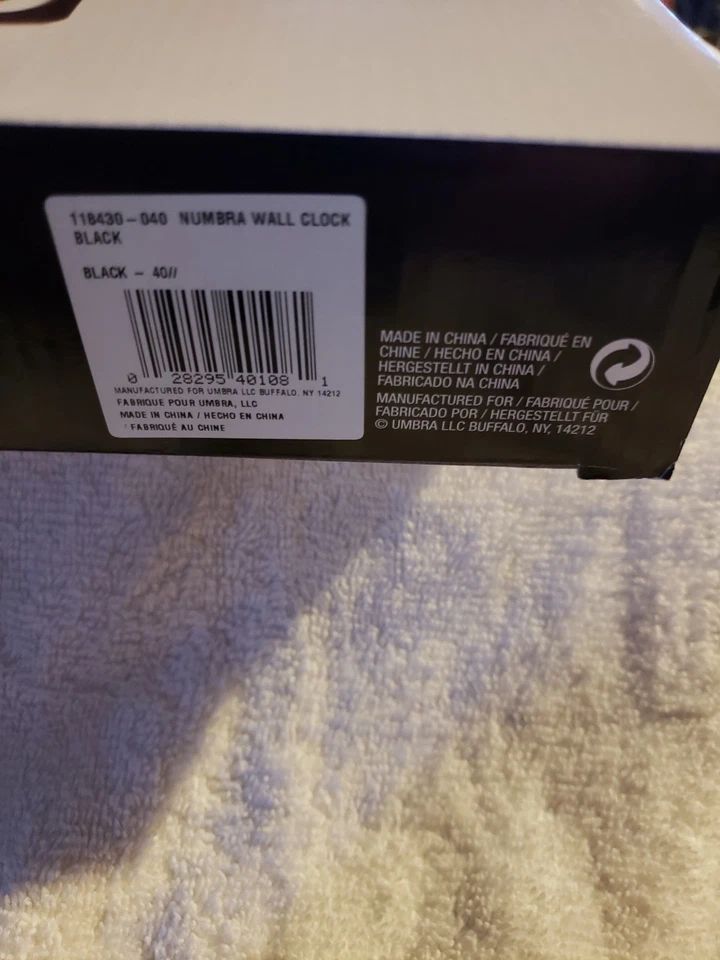 118430-040 NUMBRA WALL CLOCK
BLACK
BLACK - 40//
0 28295 40108 1
MANUFACTURED FOR UMBRA LLC BUFFALO, NY 14212
FABRIQUE POUR UMBRA, LLC
MADE IN CHINA / HECHO EN CHINA
/ FABRIQUÉ AU CHINE
MADE IN CHINA / FABRIQUÉ EN
CHINE / HECHO EN CHINA /
HERGESTELLT IN CHINA /
FABRICADO NA CHINA
MANUFACTURED FOR / FABRIQUÉ POUR /
FABRICADO POR / HERGESTELLT FÜR
© UMBRA LLC BUFFALO, NY, 14212